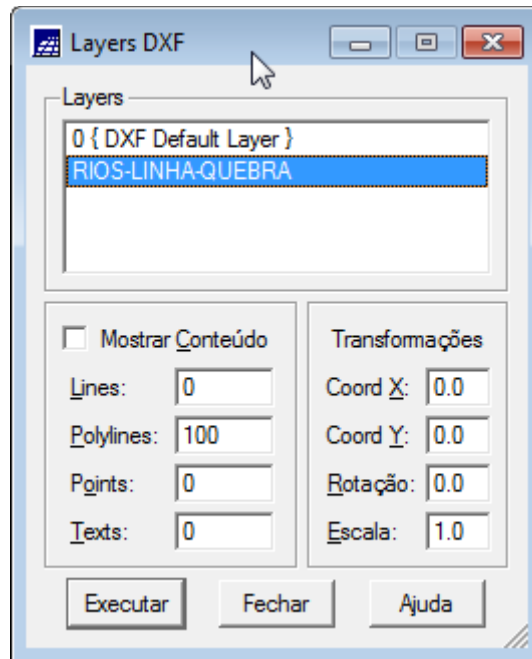 Layers DXF
Layers
0 { DXF Default Layer }
RIOS-LINHA-QUEBRA
Mostrar Conteúdo
Lines: 0
Polylines: 100
Points: 0
Texts: 0
Transformações
Coord X: 0.0
Coord Y: 0.0
Rotação: 0.0
Escala: 1.0
Executar Fechar Ajuda